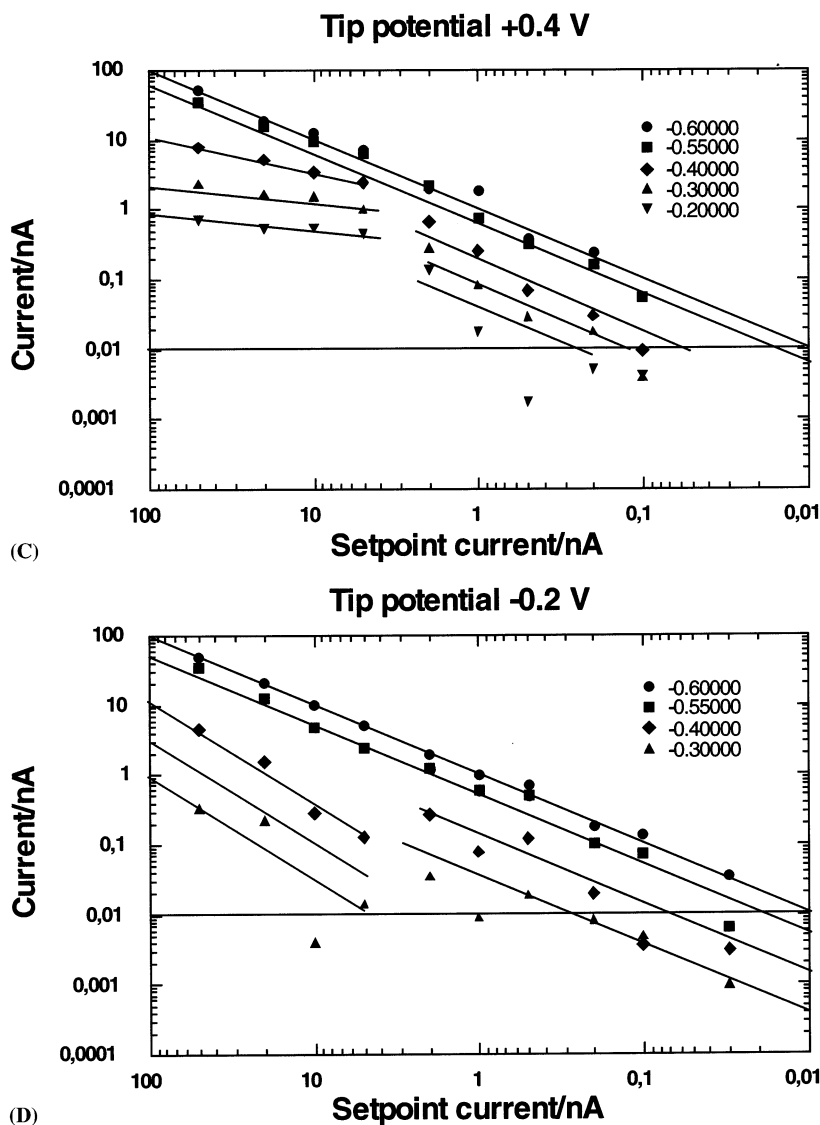 Tip potential +0.4 V
100
10
1
0,1
0,01
0,001
0,0001
Current/nA
-0.60000
-0.55000
-0.40000
-0.30000
-0.20000
100 10 1 0,1 0,01
Setpoint current/nA
(C)
Tip potential -0.2 V
100
10
1
0,1
0,01
0,001
0,0001
Current/nA
-0.60000
-0.55000
-0.40000
-0.30000
100 10 1 0,1 0,01
Setpoint current/nA
(D)